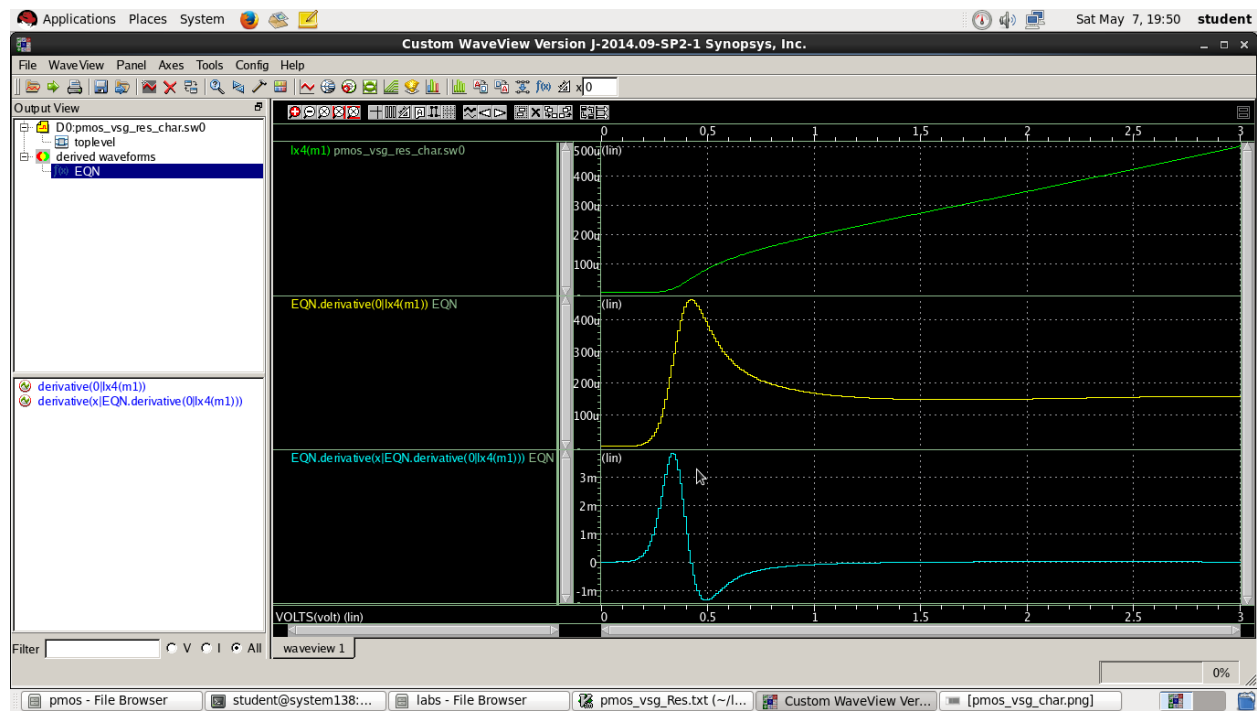 Applications Places System Sat May 7, 19:50 student
Custom WaveView Version J-2014.09-SP2-1 Synopsys, Inc.
File WaveView Panel Axes Tools Config Help
x 0
Output View
D0:pmos_vsg_res_char.sw0
toplevel
derived waveforms
f(x) EQN
derivative(0|lx4(m1))
derivative(x|EQN.derivative(0|lx4(m1)))
Filter V I All
0 0.5 1 1.5 2 2.5 3
lx4(m1) pmos_vsg_res_char.sw0
500u (lin)
400u
300u
200u
100u
EQN.derivative(0|lx4(m1)) EQN
(lin)
400u
300u
200u
100u
EQN.derivative(x|EQN.derivative(0|lx4(m1))) EQN
(lin)
3m
2m
1m
0
-1m
VOLTS(volt) (lin)
0 0.5 1 1.5 2 2.5 3
waveview 1
0%
pmos - File Browser student@system138:... labs - File Browser pmos_vsg_Res.txt (~/l... Custom WaveView Ver... [pmos_vsg_char.png]